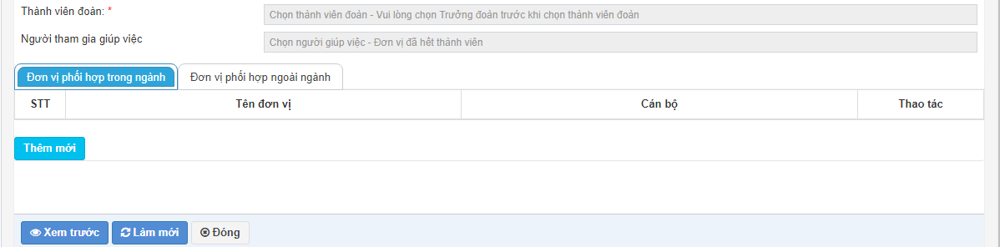 Thành viên đoàn: *
Chọn thành viên đoàn - Vui lòng chọn Trưởng đoàn trước khi chọn thành viên đoàn
Người tham gia giúp việc
Chọn người giúp việc - Đơn vị đã hết thành viên
Đơn vị phối hợp trong ngành Đơn vị phối hợp ngoài ngành
STT Tên đơn vị Cán bộ Thao tác
Thêm mới
Xem trước Làm mới Đóng